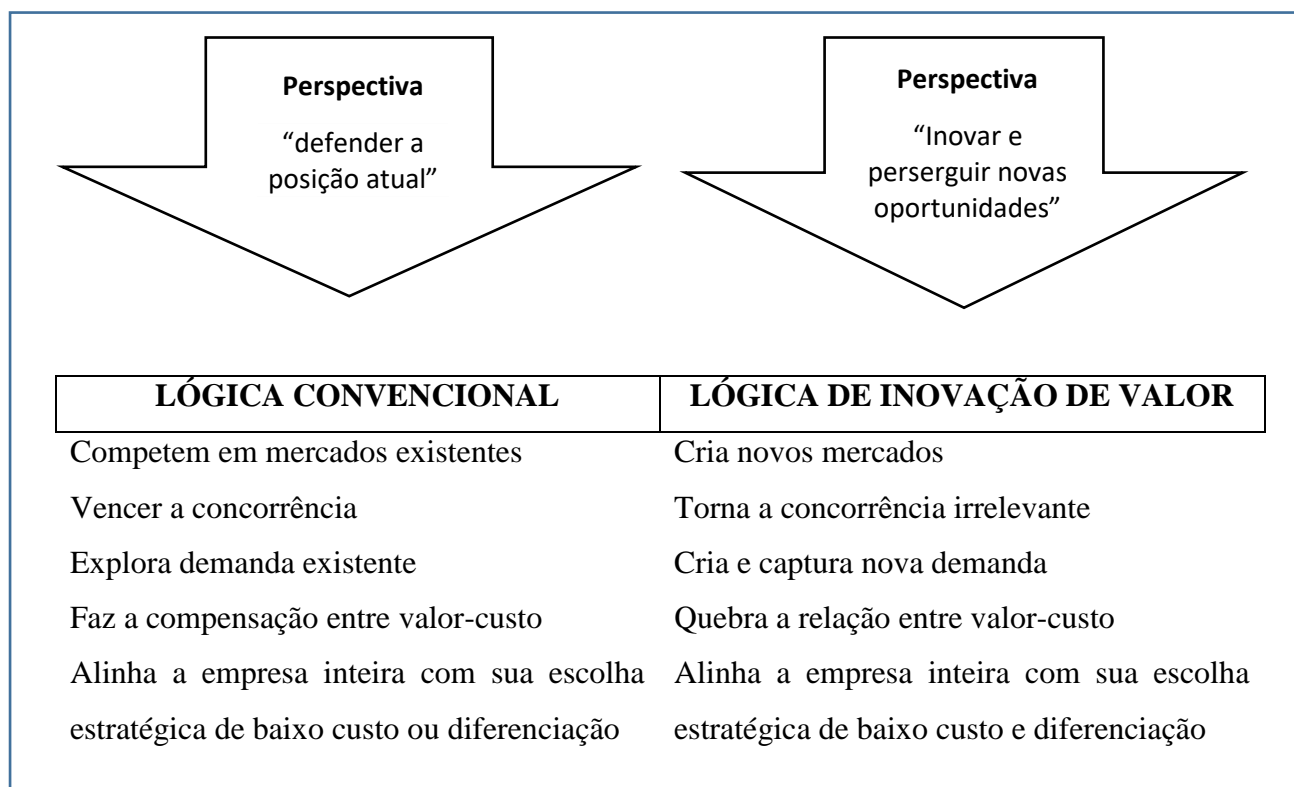 Perspectiva
“defender a
posição atual”
Perspectiva
“Inovar e
perserguir novas
oportunidades”
LÓGICA CONVENCIONAL
LÓGICA DE INOVAÇÃO DE VALOR
Competem em mercados existentes
Cria novos mercados
Vencer a concorrência
Torna a concorrência irrelevante
Explora demanda existente
Cria e captura nova demanda
Faz a compensação entre valor-custo
Quebra a relação entre valor-custo
Alinha a empresa inteira com sua escolha
estratégica de baixo custo ou diferenciação
Alinha a empresa inteira com sua escolha
estratégica de baixo custo e diferenciação